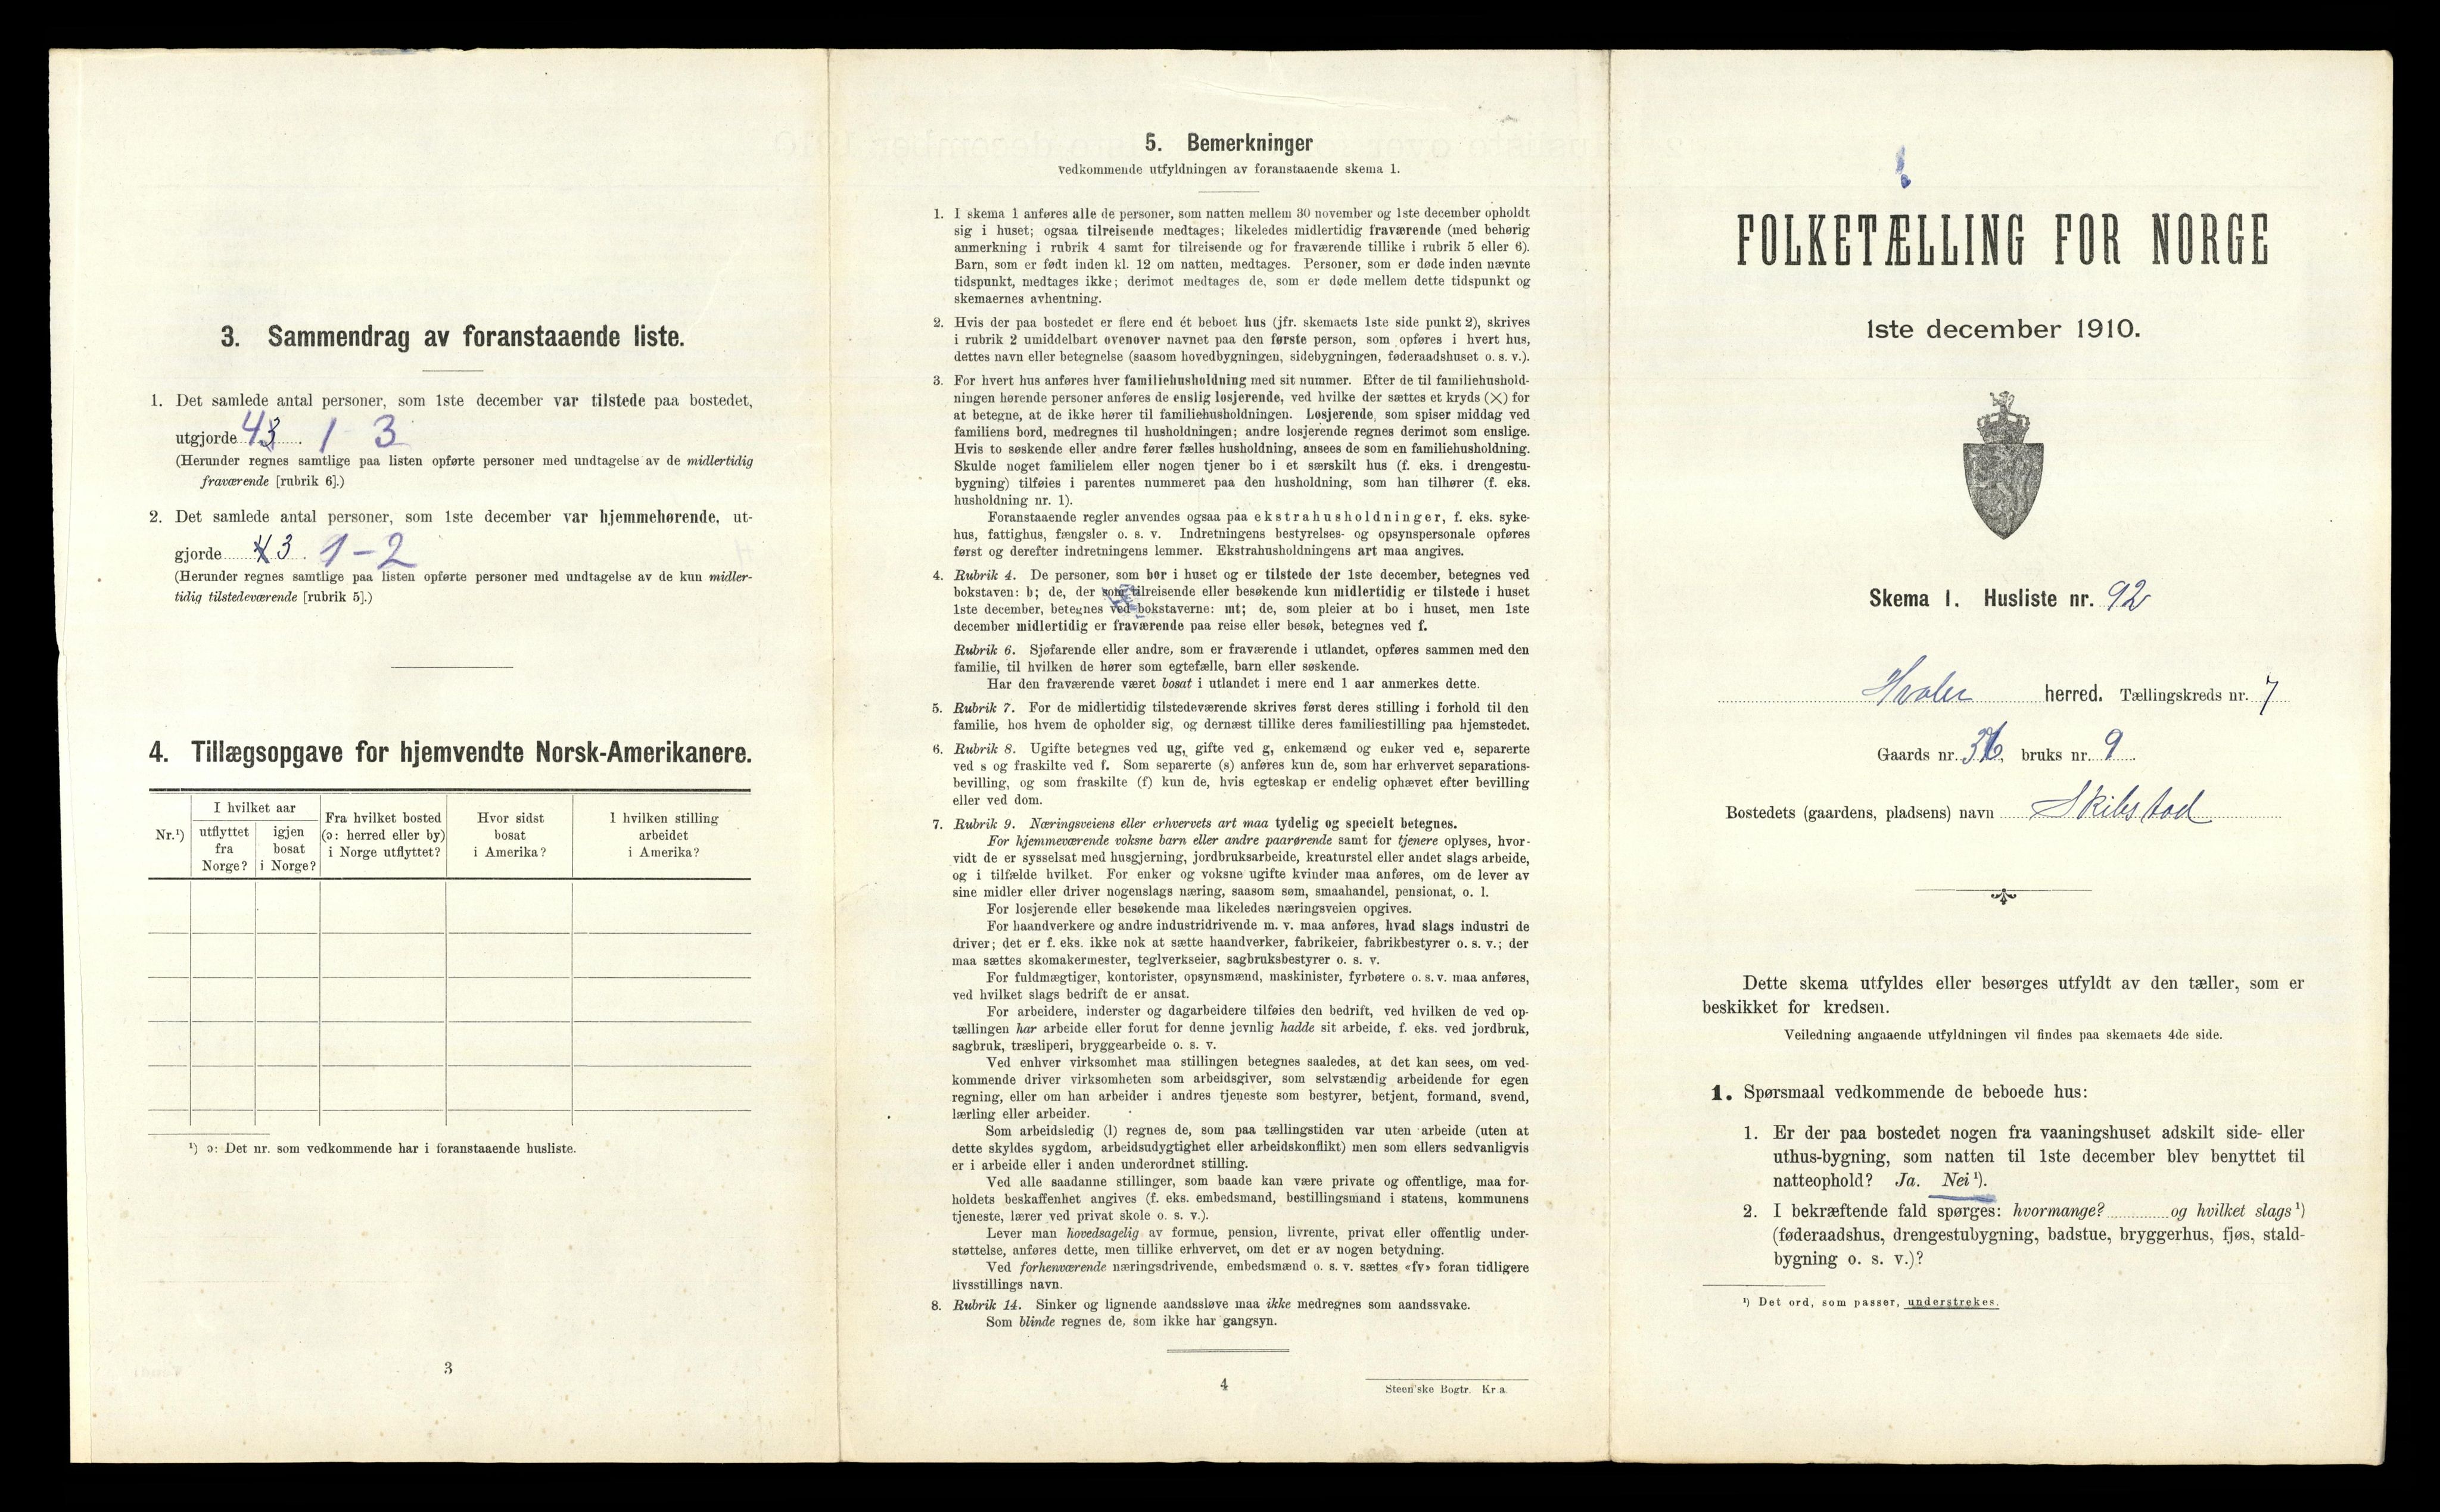 3. Sammendrag av foranstaaende liste.
1. Det samlede antal personer, som 1ste december var tilstede paa bostedet,
utgjorde 43. 1 3
(Herunder regnes samtlige paa listen opførte personer med undtagelse av de midlertidig
fraværende [rubrik 6].)
2. Det samlede antal personer, som 1ste december var hjemmehørende, ut-
gjorde 3. 1-2
(Herunder regnes samtlige paa listen opførte personer med undtagelse av de kun midler-
tidig tilstedeværende [rubrik 5].)
4. Tillægsopgave for hjemvendte Norsk-Amerikanere.
Nr.¹)
I hvilket aar
utflyttet
fra
Norge?
igjen
bosat
i Norge?
Fra hvilket bosted
(ɔ: herred eller by)
i Norge utflyttet?
Hvor sidst
bosat
i Amerika?
I hvilken stilling
arbeidet
i Amerika?
¹) ɔ: Det nr. som vedkommende har i foranstaaende husliste.
3
5. Bemerkninger
vedkommende utfyldningen av foranstaaende skema 1.
1. I skema 1 anføres alle de personer, som natten mellem 30 november og 1ste december opholdt
sig i huset; ogsaa tilreisende medtages; likeledes midlertidig fraværende (med behørig
anmerkning i rubrik 4 samt for tilreisende og for fraværende tillike i rubrik 5 eller 6).
Barn, som er født inden kl. 12 om natten, medtages. Personer, som er døde inden nævnte
tidspunkt, medtages ikke; derimot medtages de, som er døde mellem dette tidspunkt og
skemaernes avhentning.
2. Hvis der paa bostedet er flere end ét beboet hus (jfr. skemaets 1ste side punkt 2), skrives
i rubrik 2 umiddelbart ovenover navnet paa den første person, som opføres i hvert hus,
dettes navn eller betegnelse (saasom hovedbygningen, sidebygningen, føderaadshuset o. s. v.).
3. For hvert hus anføres hver familiehusholdning med sit nummer. Efter de til familiehushold-
ningen hørende personer anføres de enslig losjerende, ved hvilke der sættes et kryds (×) for
at betegne, at de ikke hører til familiehusholdningen. Losjerende, som spiser middag ved
familiens bord, medregnes til husholdningen; andre losjerende regnes derimot som enslige.
Hvis to søskende eller andre fører fælles husholdning, ansees de som en familiehusholdning.
Skulde noget familielem eller nogen tjener bo i et særskilt hus (f. eks. i drengestu-
bygning) tilføies i parentes nummeret paa den husholdning, som han tilhører (f. eks.
husholdning nr. 1).
Foranstaaende regler anvendes ogsaa paa ekstrahusholdninger, f. eks. syke-
hus, fattighus, fængsler o. s. v. Indretningens bestyrelses- og opsynspersonale opføres
først og derefter indretningens lemmer. Ekstrahusholdningens art maa angives.
4. Rubrik 4. De personer, som bor i huset og er tilstede der 1ste december, betegnes ved
bokstaven: b; de, der som tilreisende eller besøkende kun midlertidig er tilstede i huset
1ste december, betegnes ved bokstaverne: mt; de, som pleier at bo i huset, men 1ste
december midlertidig er fraværende paa reise eller besøk, betegnes ved f.
Rubrik 6. Sjøfarende eller andre, som er fraværende i utlandet, opføres sammen med den
familie, til hvilken de hører som egtefælle, barn eller søskende.
Har den fraværende været bosat i utlandet i mere end 1 aar anmerkes dette.
5. Rubrik 7. For de midlertidig tilstedeværende skrives først deres stilling i forhold til den
familie, hos hvem de opholder sig, og dernæst tillike deres familiestilling paa hjemstedet.
6. Rubrik 8. Ugifte betegnes ved ug, gifte ved g, enkemænd og enker ved e, separerte
ved s og fraskilte ved f. Som separerte (s) anføres kun de, som har erhvervet separations-
bevilling, og som fraskilte (f) kun de, hvis egteskap er endelig ophævet efter bevilling
eller ved dom.
7. Rubrik 9. Næringsveiens eller erhvervets art maa tydelig og specielt betegnes.
For hjemmeværende voksne barn eller andre paarørende samt for tjenere oplyses, hvor-
vidt de er sysselsat med husgjerning, jordbruksarbeide, kreaturstel eller andet slags arbeide,
og i tilfælde hvilket. For enker og voksne ugifte kvinder maa anføres, om de lever av
sine midler eller driver nogenslags næring, saasom søm, smaahandel, pensionat, o. l.
For losjerende eller besøkende maa likeledes næringsveien opgives.
For haandverkere og andre industridrivende m. v. maa anføres, hvad slags industri de
driver; det er f. eks. ikke nok at sætte haandverker, fabrikeier, fabrikbestyrer o. s. v.; der
maa sættes skomakermester, teglverkseier, sagbruksbestyrer o. s. v.
For fuldmægtiger, kontorister, opsynsmænd, maskinister, fyrbøtere o. s. v. maa anføres,
ved hvilket slags bedrift de er ansat.
For arbeidere, inderster og dagarbeidere tilføies den bedrift, ved hvilken de ved op-
tællingen har arbeide eller forut for denne jevnlig hadde sit arbeide, f. eks. ved jordbruk,
sagbruk, træsliperi, bryggearbeide o. s. v.
Ved enhver virksomhet maa stillingen betegnes saaledes, at det kan sees, om ved-
kommende driver virksomheten som arbeidsgiver, som selvstændig arbeidende for egen
regning, eller om han arbeider i andres tjeneste som bestyrer, betjent, formand, svend,
lærling eller arbeider.
Som arbeidsledig (l) regnes de, som paa tællingstiden var uten arbeide (uten at
dette skyldes sygdom, arbeidsudygtighet eller arbeidskonflikt) men som ellers sedvanligvis
er i arbeide eller i anden underordnet stilling.
Ved alle saadanne stillinger, som baade kan være private og offentlige, maa for-
holdets beskaffenhet angives (f. eks. embedsmand, bestillingsmand i statens, kommunens
tjeneste, lærer ved privat skole o. s. v.).
Lever man hovedsagelig av formue, pension, livrente, privat eller offentlig under-
støttelse, anføres dette, men tillike erhvervet, om det er av nogen betydning.
Ved forhenværende næringsdrivende, embedsmænd o. s. v. sættes «fv» foran tidligere
livsstillings navn.
8. Rubrik 14. Sinker og lignende aandssløve maa ikke medregnes som aandssvake.
Som blinde regnes de, som ikke har gangsyn.
4
Steen'ske Bogtr. Kr.a.
FOLKETÆLLING FOR NORGE
1ste december 1910.
Skema 1. Husliste nr. 92
Hvaler herred. Tællingskreds nr. 7
Gaards nr. bruks nr. 9.
Bostedets (gaardens, pladsens) navn Skibstad
Dette skema utfyldes eller besørges utfyldt av den tæller, som er
beskikket for kredsen.
Veiledning angaaende utfyldningen vil findes paa skemaets 4de side.
1. Spørsmaal vedkommende de beboede hus:
1. Er der paa bostedet nogen fra vaaningshuset adskilt side- eller
uthus-bygning, som natten til 1ste december blev benyttet til
natteophold? Ja. Nei ¹).
2. I bekræftende fald spørges: hvormange? og hvilket slags ¹)
(føderaadshus, drengestubygning, badstue, bryggerhus, fjøs, stald-
bygning o. s. v.)?
¹) Det ord, som passer, understrekes.